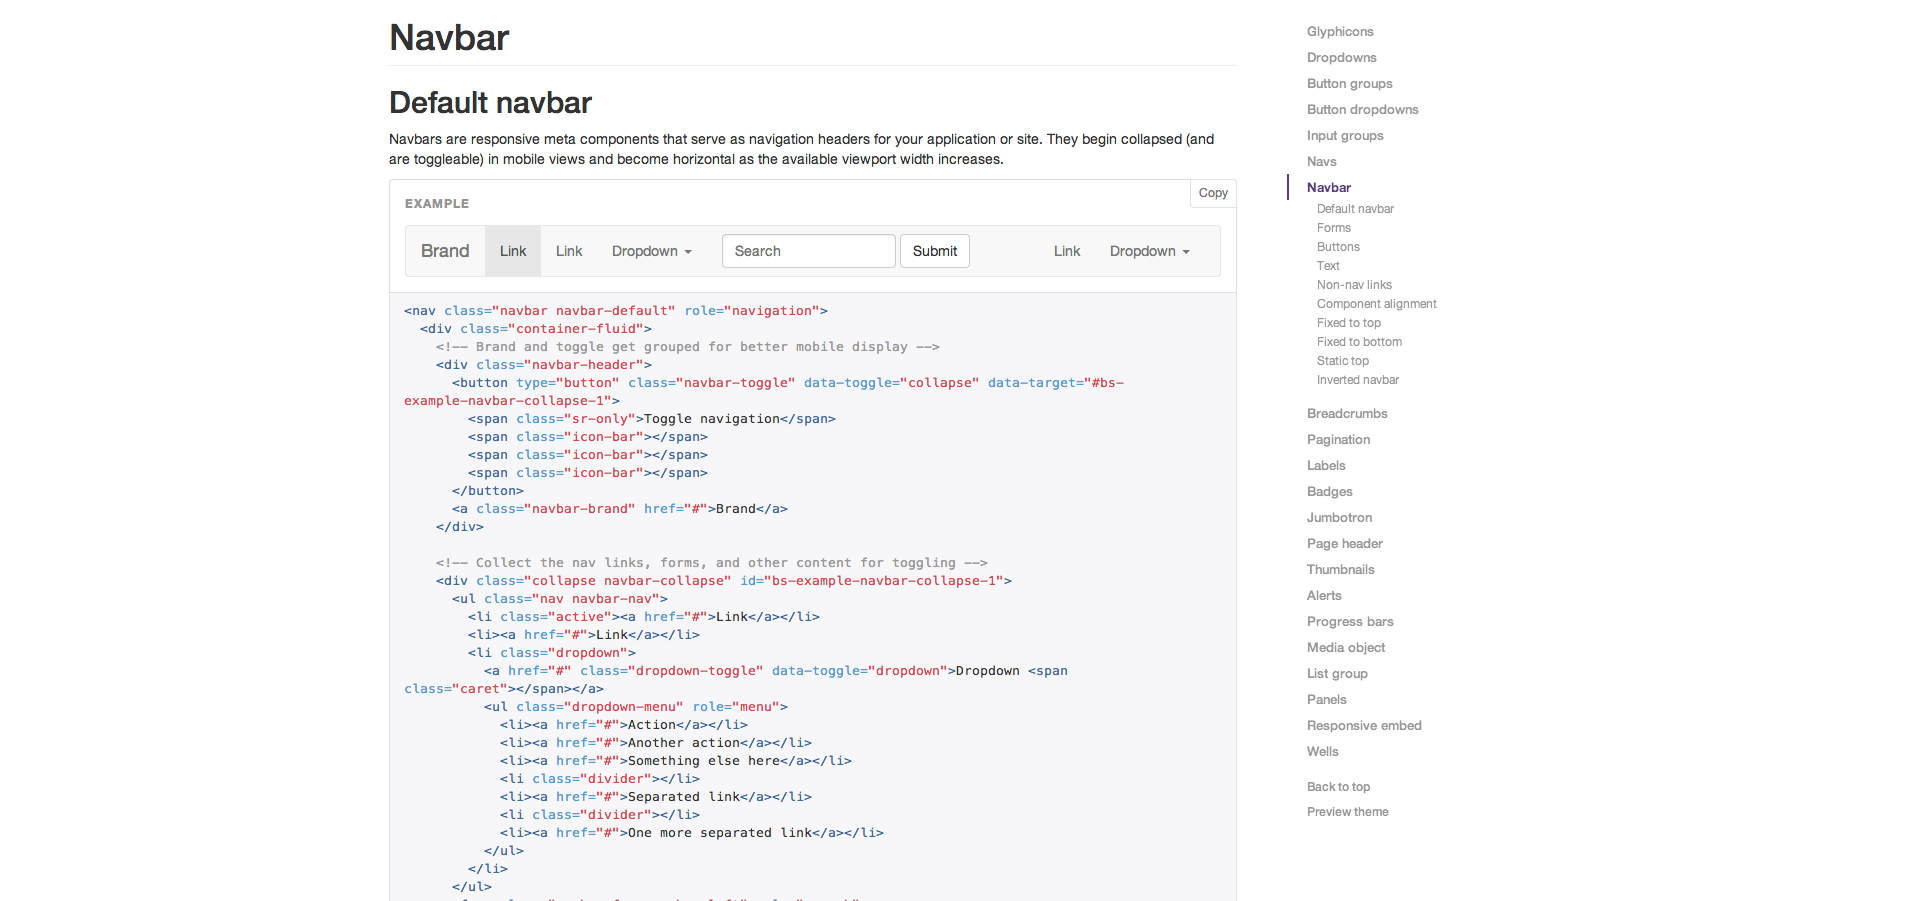 Navbar
Default navbar
Navbars are responsive meta components that serve as navigation headers for your application or site. They begin collapsed (and
are toggleable) in mobile views and become horizontal as the available viewport width increases.
Copy
EXAMPLE
Brand Link Link Dropdown Search Submit Link Dropdown
<nav class="navbar navbar-default" role="navigation">
  <div class="container-fluid">
    <!-- Brand and toggle get grouped for better mobile display -->
    <div class="navbar-header">
      <button type="button" class="navbar-toggle" data-toggle="collapse" data-target="#bs-
example-navbar-collapse-1">
        <span class="sr-only">Toggle navigation</span>
        <span class="icon-bar"></span>
        <span class="icon-bar"></span>
        <span class="icon-bar"></span>
      </button>
      <a class="navbar-brand" href="#">Brand</a>
    </div>

    <!-- Collect the nav links, forms, and other content for toggling -->
    <div class="collapse navbar-collapse" id="bs-example-navbar-collapse-1">
      <ul class="nav navbar-nav">
        <li class="active"><a href="#">Link</a></li>
        <li><a href="#">Link</a></li>
        <li class="dropdown">
          <a href="#" class="dropdown-toggle" data-toggle="dropdown">Dropdown <span
class="caret"></span></a>
          <ul class="dropdown-menu" role="menu">
            <li><a href="#">Action</a></li>
            <li><a href="#">Another action</a></li>
            <li><a href="#">Something else here</a></li>
            <li class="divider"></li>
            <li><a href="#">Separated link</a></li>
            <li class="divider"></li>
            <li><a href="#">One more separated link</a></li>
          </ul>
        </li>
      </ul>
Glyphicons
Dropdowns
Button groups
Button dropdowns
Input groups
Navs
Navbar
Default navbar
Forms
Buttons
Text
Non-nav links
Component alignment
Fixed to top
Fixed to bottom
Static top
Inverted navbar
Breadcrumbs
Pagination
Labels
Badges
Jumbotron
Page header
Thumbnails
Alerts
Progress bars
Media object
List group
Panels
Responsive embed
Wells
Back to top
Preview theme